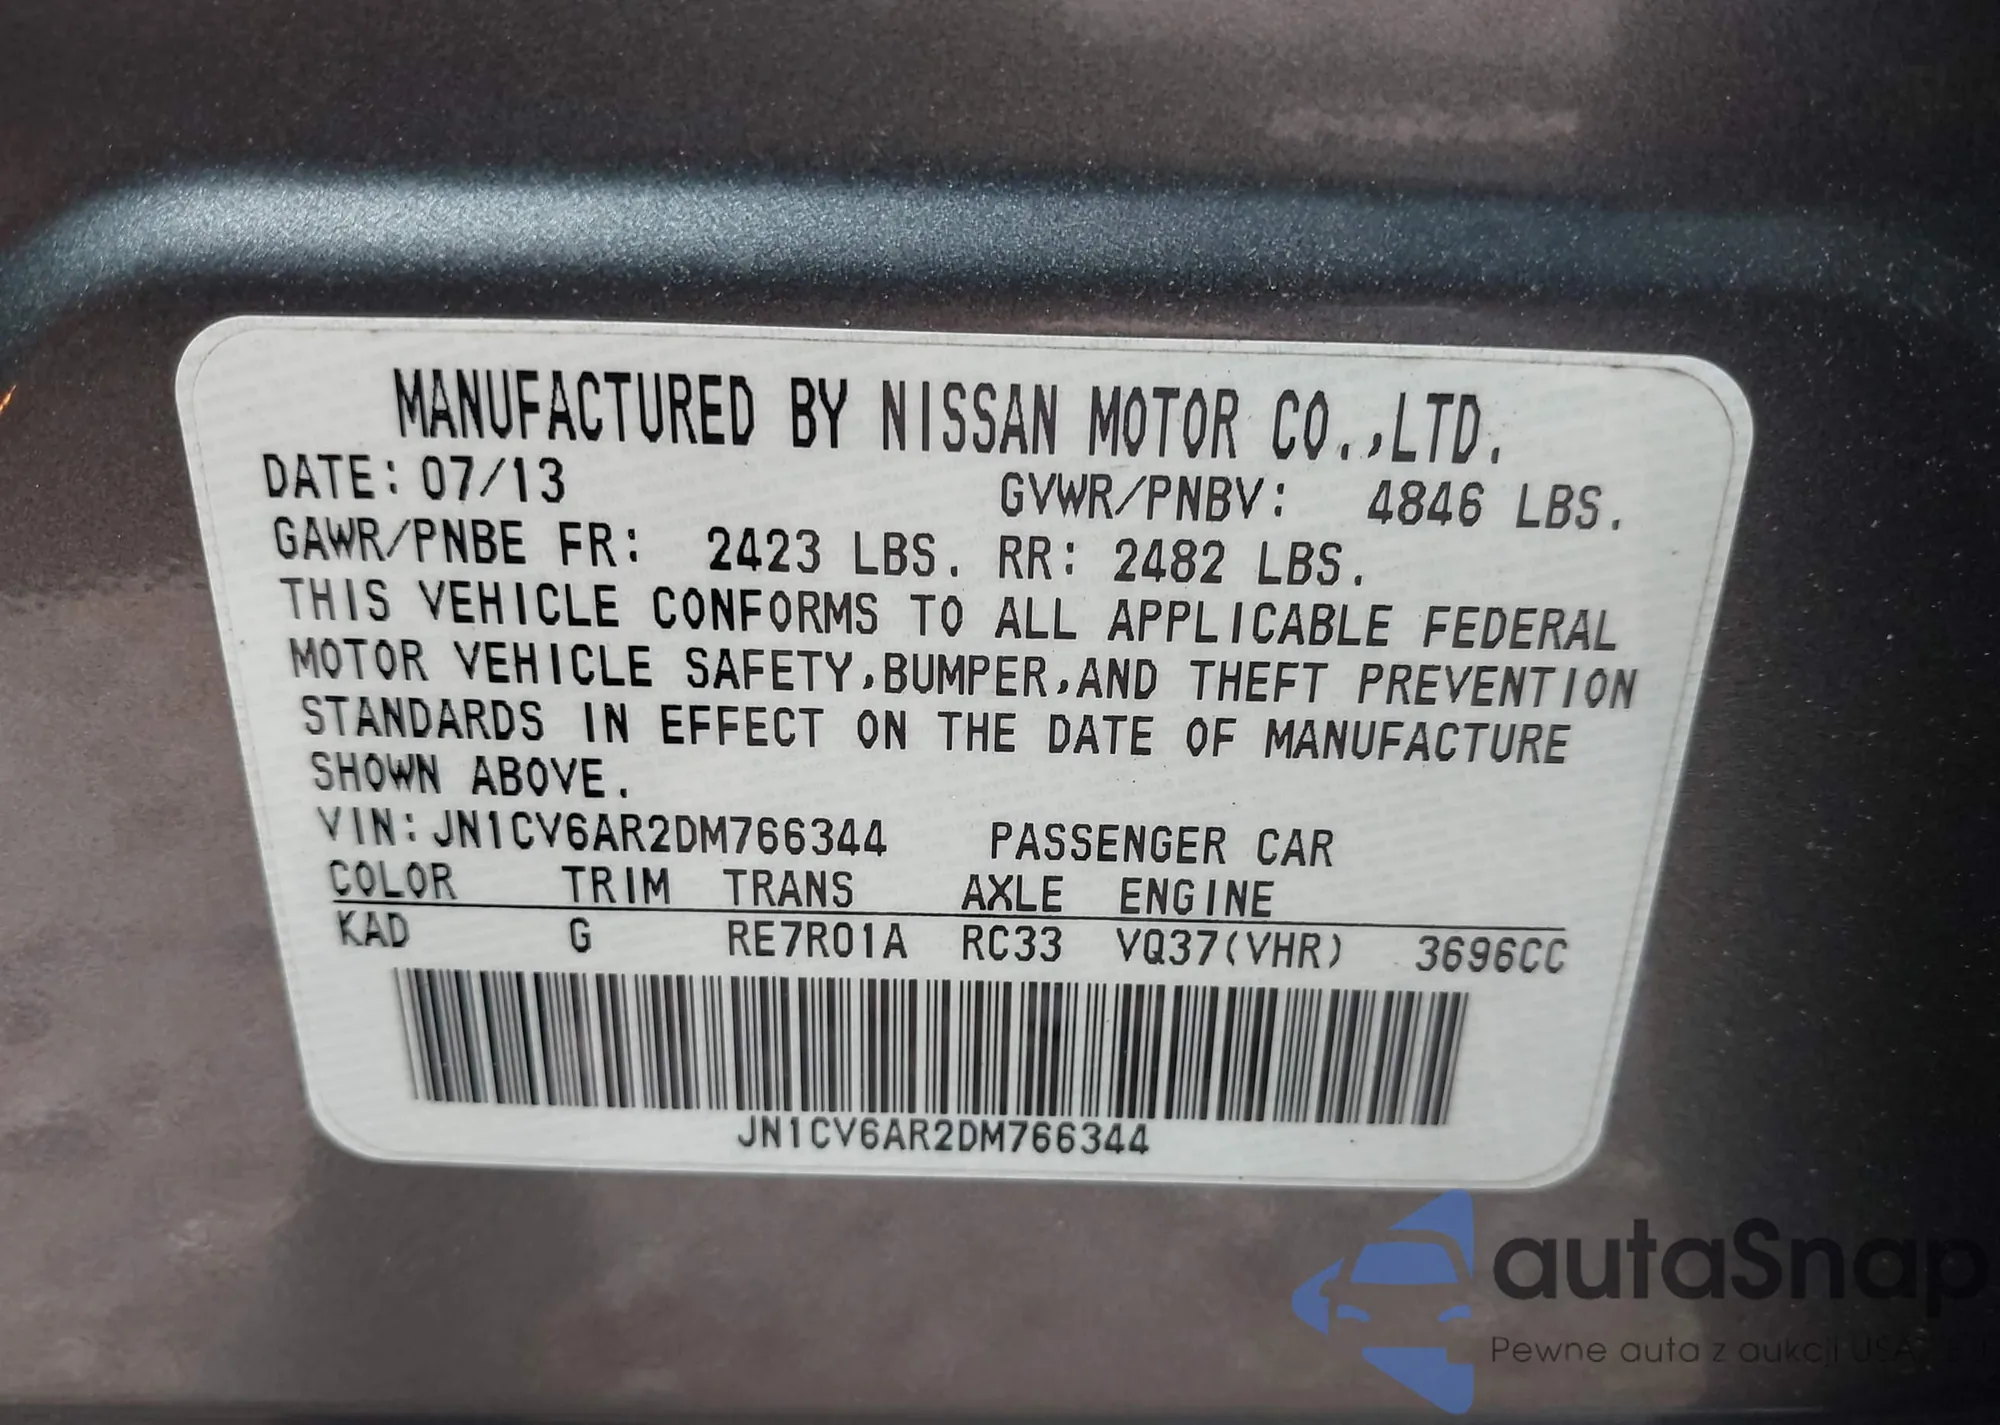 MANUFACTURED BY NISSAN MOTOR CO.,LTD.
DATE: 07/13 GVWR/PNBV: 4846 LBS.
GAWR/PNBE FR: 2423 LBS. RR: 2482 LBS.
THIS VEHICLE CONFORMS TO ALL APPLICABLE FEDERAL
MOTOR VEHICLE SAFETY,BUMPER,AND THEFT PREVENTION
STANDARDS IN EFFECT ON THE DATE OF MANUFACTURE
SHOWN ABOVE.
VIN: JN1CV6AR2DM766344 PASSENGER CAR
COLOR TRIM TRANS AXLE ENGINE
KAD G RE7R01A RC33 VQ37(VHR) 3696CC
JN1CV6AR2DM766344
autaSnap
Pewne auta z aukcji USA